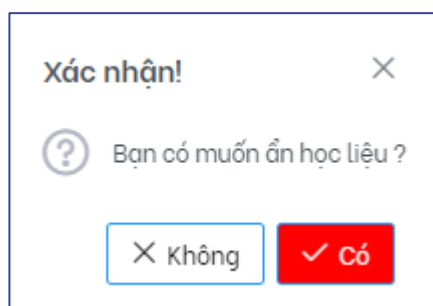 Xác nhận!
Bạn có muốn ẩn học liệu ?
Không
Có